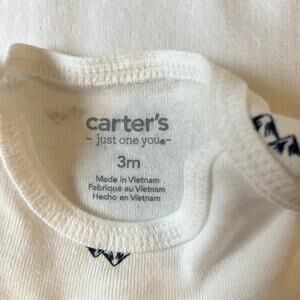 carter's
- just one you® -
3m
Made in Vietnam
Fabriqué au Vietnam
Hecho en Vietnam